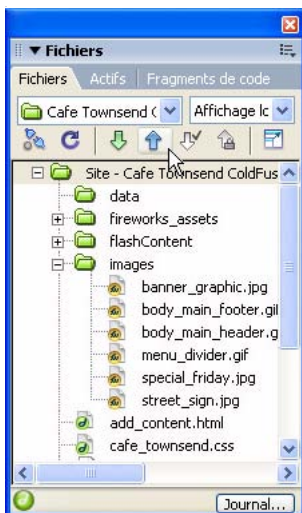 Fichiers
Fichiers Actifs Fragments de code
Cafe Townsend ( Affichage lc
Site - Cafe Townsend ColdFus
data
fireworks_assets
flashContent
images
banner_graphic.jpg
body_main_footer.gif
body_main_header.g
menu_divider.gif
special_friday.jpg
street_sign.jpg
add_content.html
cafe_townsend.css
Journal...